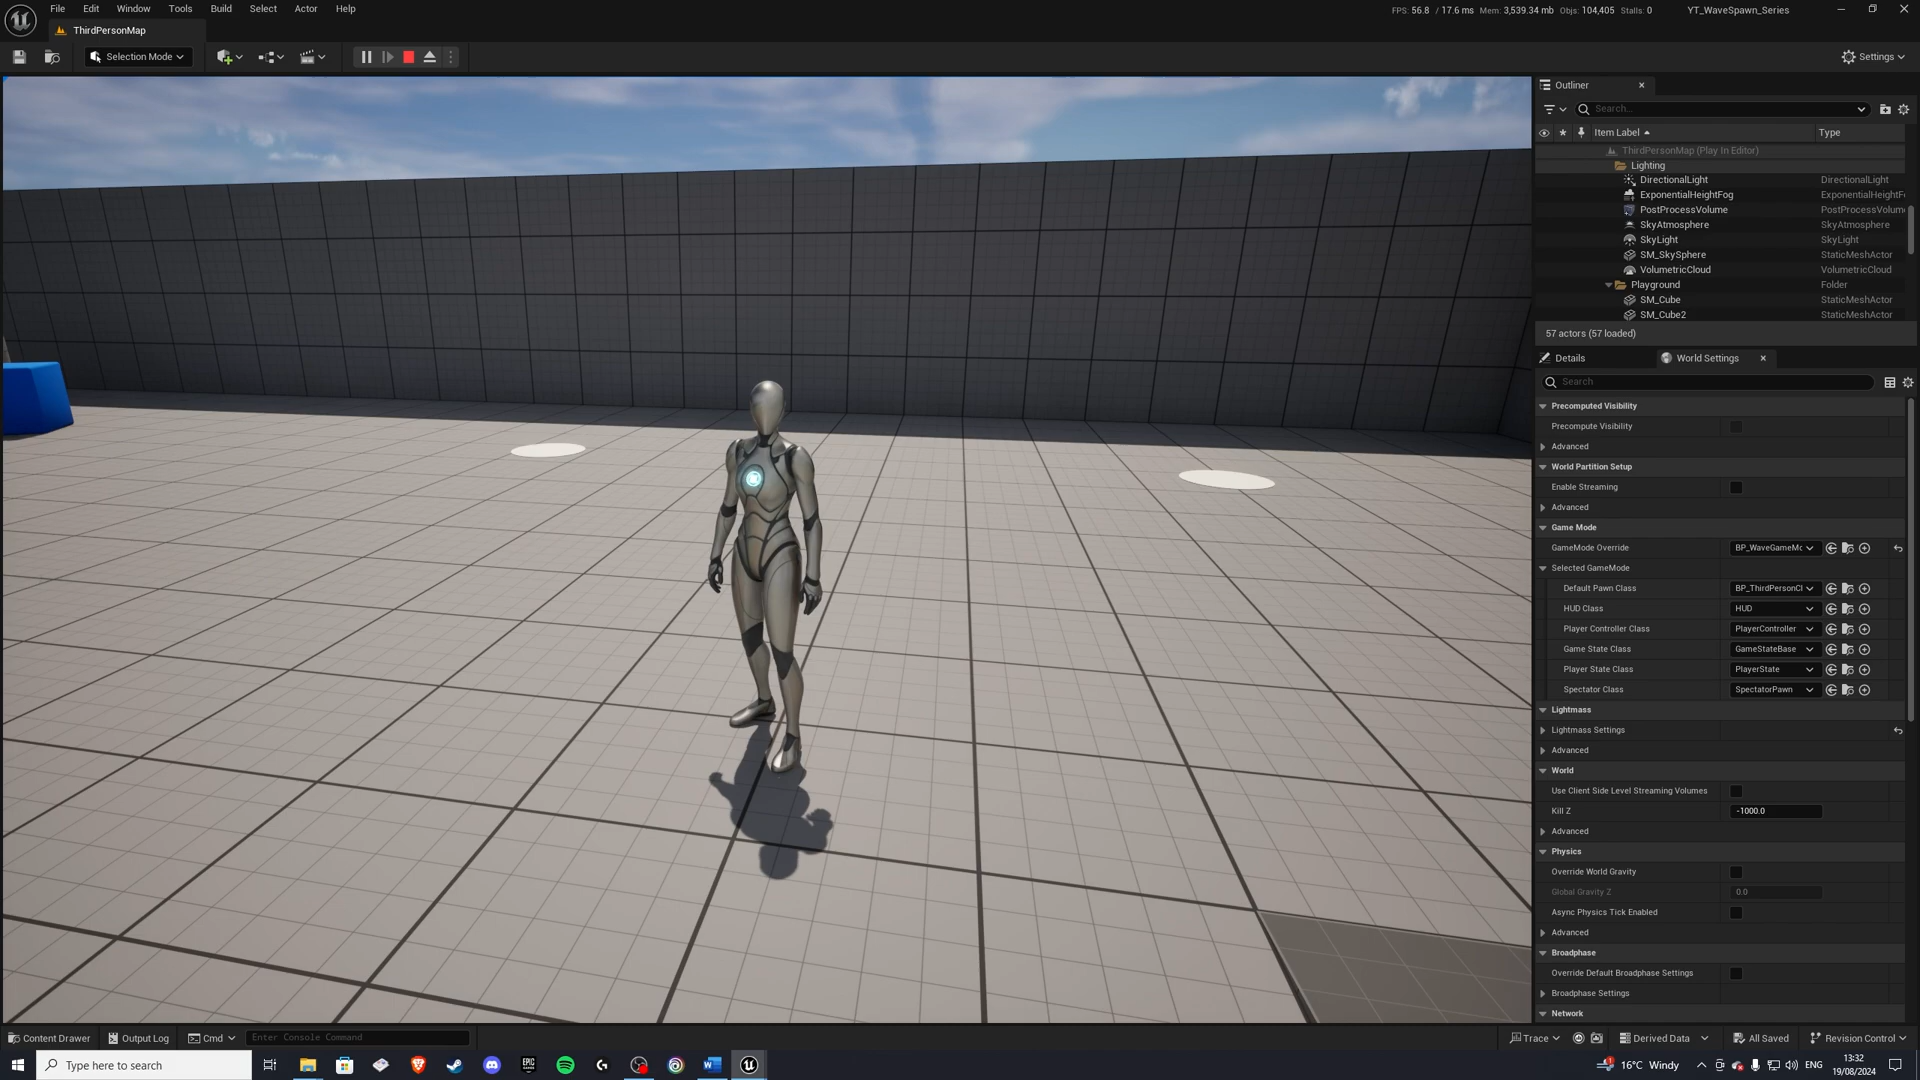 File Edit Window Tools Build Select Actor Help
FPS: 56.8 / 17.6 ms Mem: 3,539.34 mb Objs: 104,405 Stalls: 0
YT_WaveSpawn_Series
ThirdPersonMap
Selection Mode
Settings
Outliner
Search...
Item Label
Type
ThirdPersonMap (Play In Editor)
Lighting
DirectionalLight DirectionalLight
ExponentialHeightFog ExponentialHeightF
PostProcessVolume PostProcessVolum
SkyAtmosphere SkyAtmosphere
SkyLight SkyLight
SM_SkySphere StaticMeshActor
VolumetricCloud VolumetricCloud
Playground Folder
SM_Cube StaticMeshActor
SM_Cube2 StaticMeshActor
57 actors (57 loaded)
Details
World Settings
Search
Precomputed Visibility
Precompute Visibility
Advanced
World Partition Setup
Enable Streaming
Advanced
Game Mode
GameMode Override BP_WaveGameMc
Selected GameMode
Default Pawn Class BP_ThirdPersonCl
HUD Class HUD
Player Controller Class PlayerController
Game State Class GameStateBase
Player State Class PlayerState
Spectator Class SpectatorPawn
Lightmass
Lightmass Settings
Advanced
World
Use Client Side Level Streaming Volumes
Kill Z -1000.0
Advanced
Physics
Override World Gravity
Global Gravity Z 0.0
Async Physics Tick Enabled
Advanced
Broadphase
Override Default Broadphase Settings
Broadphase Settings
Network
Content Drawer
Output Log
Cmd
Enter Console Command
Trace
Derived Data
All Saved
Revision Control
Type here to search
16°C Windy
ENG
13:32
19/08/2024